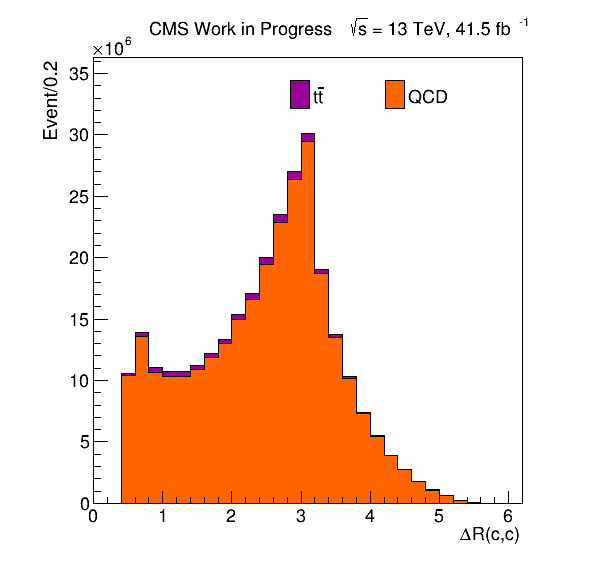 CMS Work in Progress √s = 13 TeV, 41.5 fb⁻¹
×10⁶
Event/0.2
tt̄ QCD
35
30
25
20
15
10
5
0
0 1 2 3 4 5 6
ΔR(c,c)